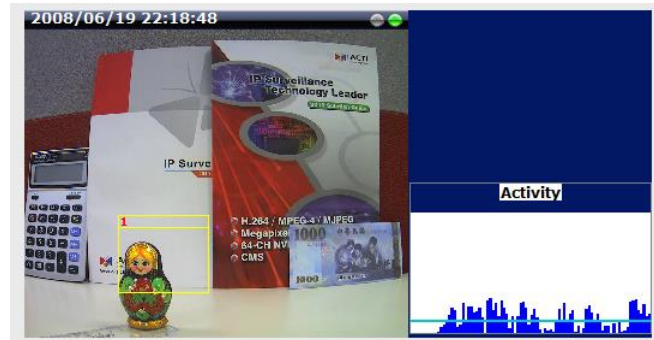 2008/06/19 22:18:48
ACTi
IP Surveillance
Technology Leader
IP Surve
1
H.264 / MPEG-4 / MJPEG
Megapixe
64-CH NV
CMS
1000
1000
Activity